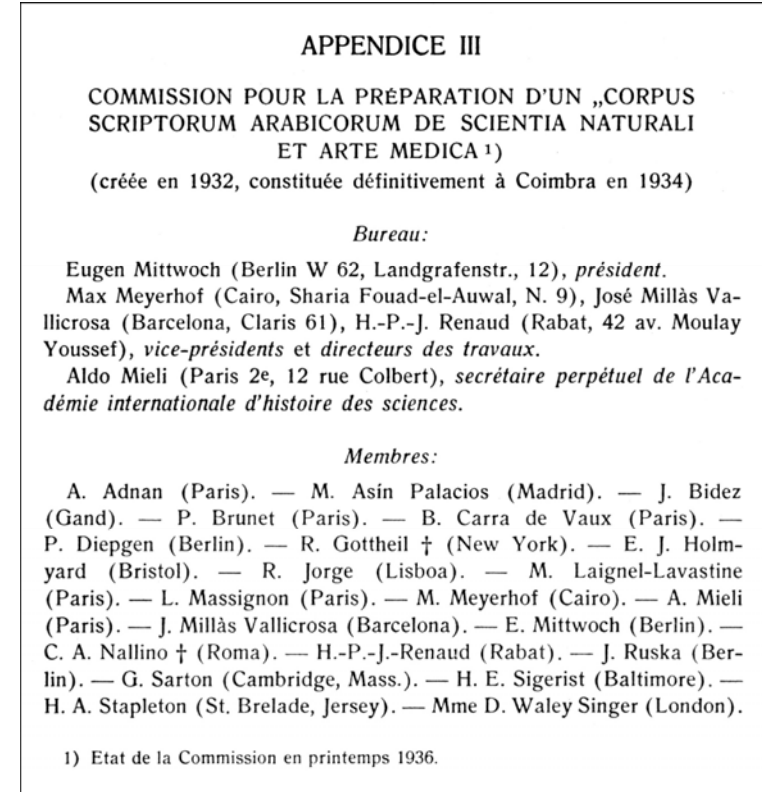 APPENDICE III
COMMISSION POUR LA PRÉPARATION D'UN „CORPUS
SCRIPTORUM ARABICORUM DE SCIENTIA NATURALI
ET ARTE MEDICA ¹)
(créée en 1932, constituée définitivement à Coimbra en 1934)
Bureau:
Eugen Mittwoch (Berlin W 62, Landgrafenstr., 12), président.
Max Meyerhof (Cairo, Sharia Fouad-el-Auwal, N. 9), José Millàs Va-
llicrosa (Barcelona, Claris 61), H.-P.-J. Renaud (Rabat, 42 av. Moulay
Youssef), vice-présidents et directeurs des travaux.
Aldo Mieli (Paris 2e, 12 rue Colbert), secrétaire perpétuel de l'Aca-
démie internationale d'histoire des sciences.
Membres:
A. Adnan (Paris). — M. Asín Palacios (Madrid). — J. Bidez
(Gand). — P. Brunet (Paris). — B. Carra de Vaux (Paris). —
P. Diepgen (Berlin). — R. Gottheil † (New York). — E. J. Holm-
yard (Bristol). — R. Jorge (Lisboa). — M. Laignel-Lavastine
(Paris). — L. Massignon (Paris). — M. Meyerhof (Cairo). — A. Mieli
(Paris). — J. Millàs Vallicrosa (Barcelona). — E. Mittwoch (Berlin). —
C. A. Nallino † (Roma). — H.-P.-J.-Renaud (Rabat). — J. Ruska (Ber-
lin). — G. Sarton (Cambridge, Mass.). — H. E. Sigerist (Baltimore). —
H. A. Stapleton (St. Brelade, Jersey). — Mme D. Waley Singer (London).
1) Etat de la Commission en printemps 1936.